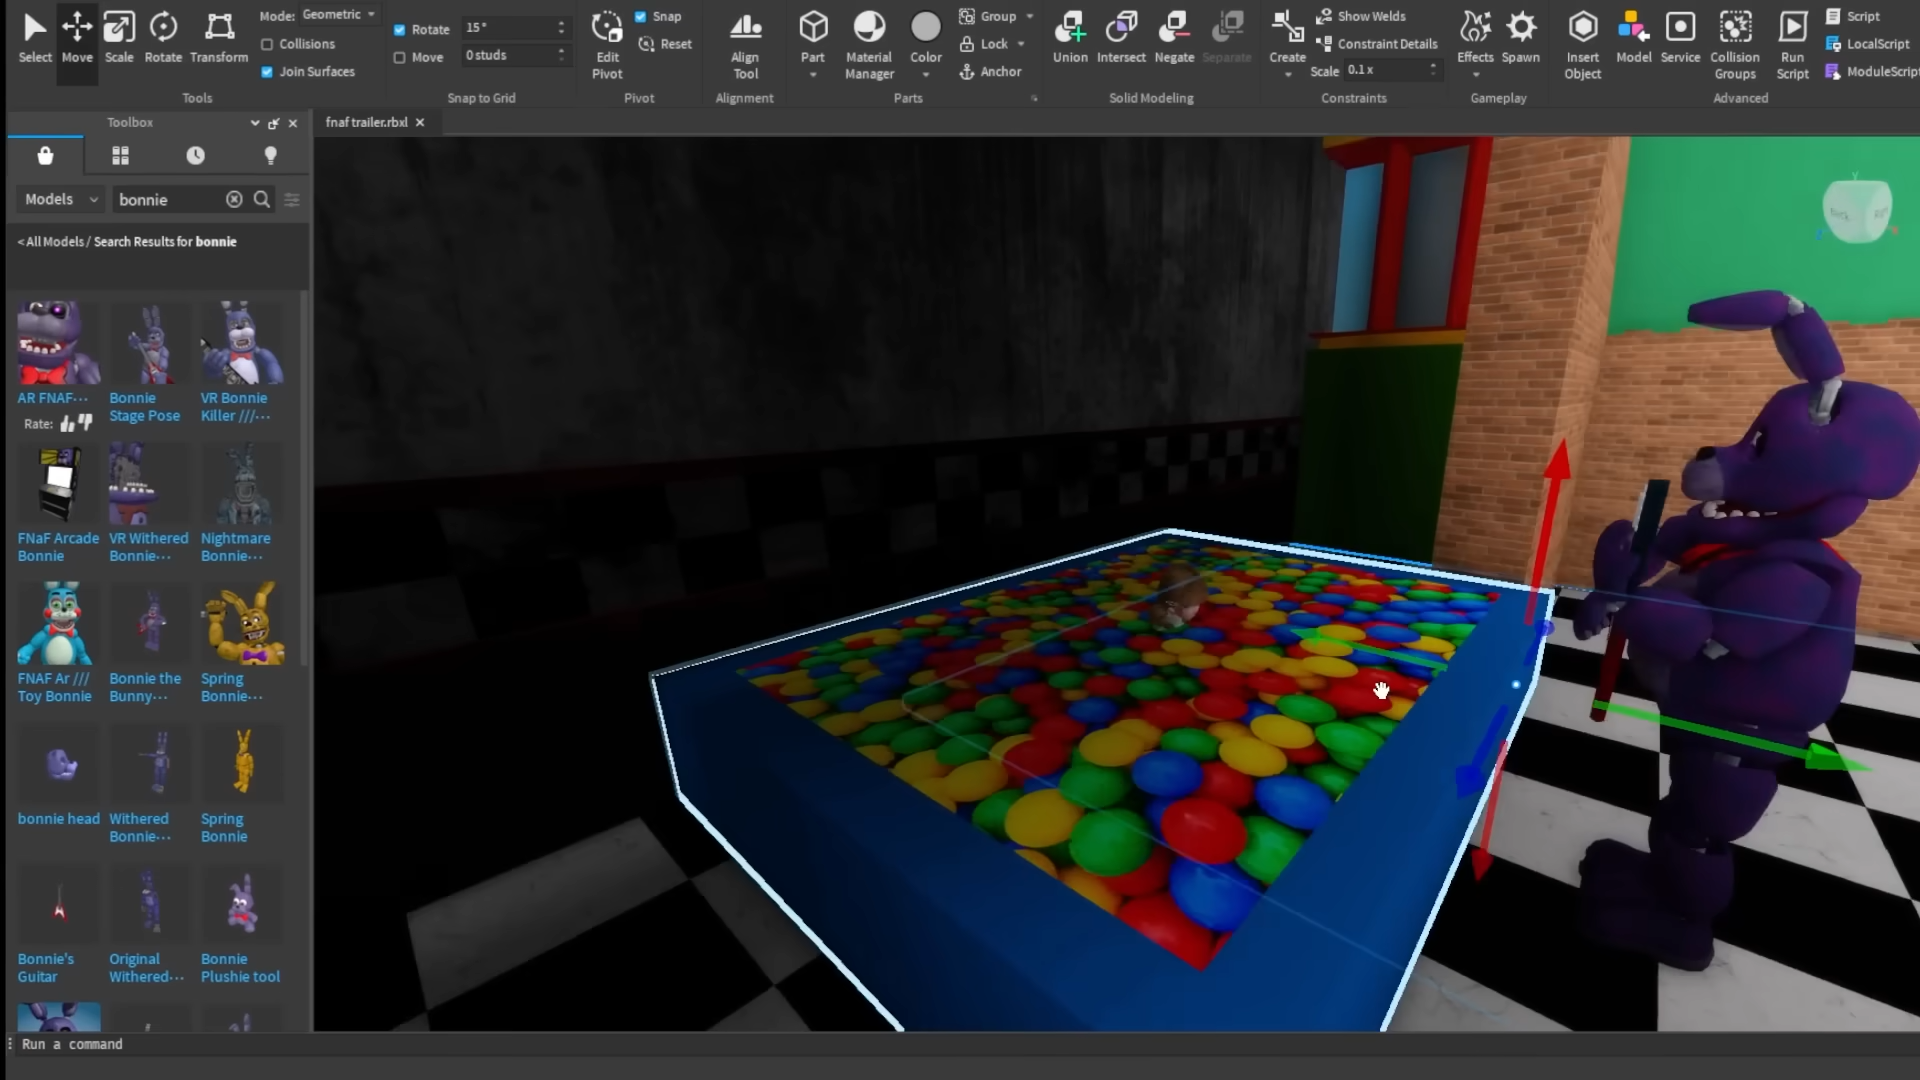 Mode: Geometric
Collisions
Join Surfaces
Select Move Scale Rotate Transform
Tools
Rotate 15 °
Move 0 studs
Snap to Grid
Edit Pivot
Snap
Reset
Pivot
Align Tool
Alignment
Part
Material Manager
Color
Group
Lock
Anchor
Parts
Union Intersect Negate Separate
Solid Modeling
Create
Show Welds
Constraint Details
Scale 0.1 x
Constraints
Effects Spawn
Gameplay
Insert Object
Model
Service
Collision Groups
Run Script
Script
LocalScript
ModuleScript
Advanced
Toolbox
fnaf trailer.rbxl
Models bonnie
< All Models / Search Results for bonnie
AR FNAF···
Rate:
Bonnie Stage Pose
VR Bonnie Killer ///···
FNaF Arcade Bonnie
VR Withered Bonnie···
Nightmare Bonnie···
FNAF Ar /// Toy Bonnie
Bonnie the Bunny···
Spring Bonnie···
bonnie head
Withered Bonnie···
Spring Bonnie
Bonnie's Guitar
Original Withered···
Bonnie Plushie tool
Run a command